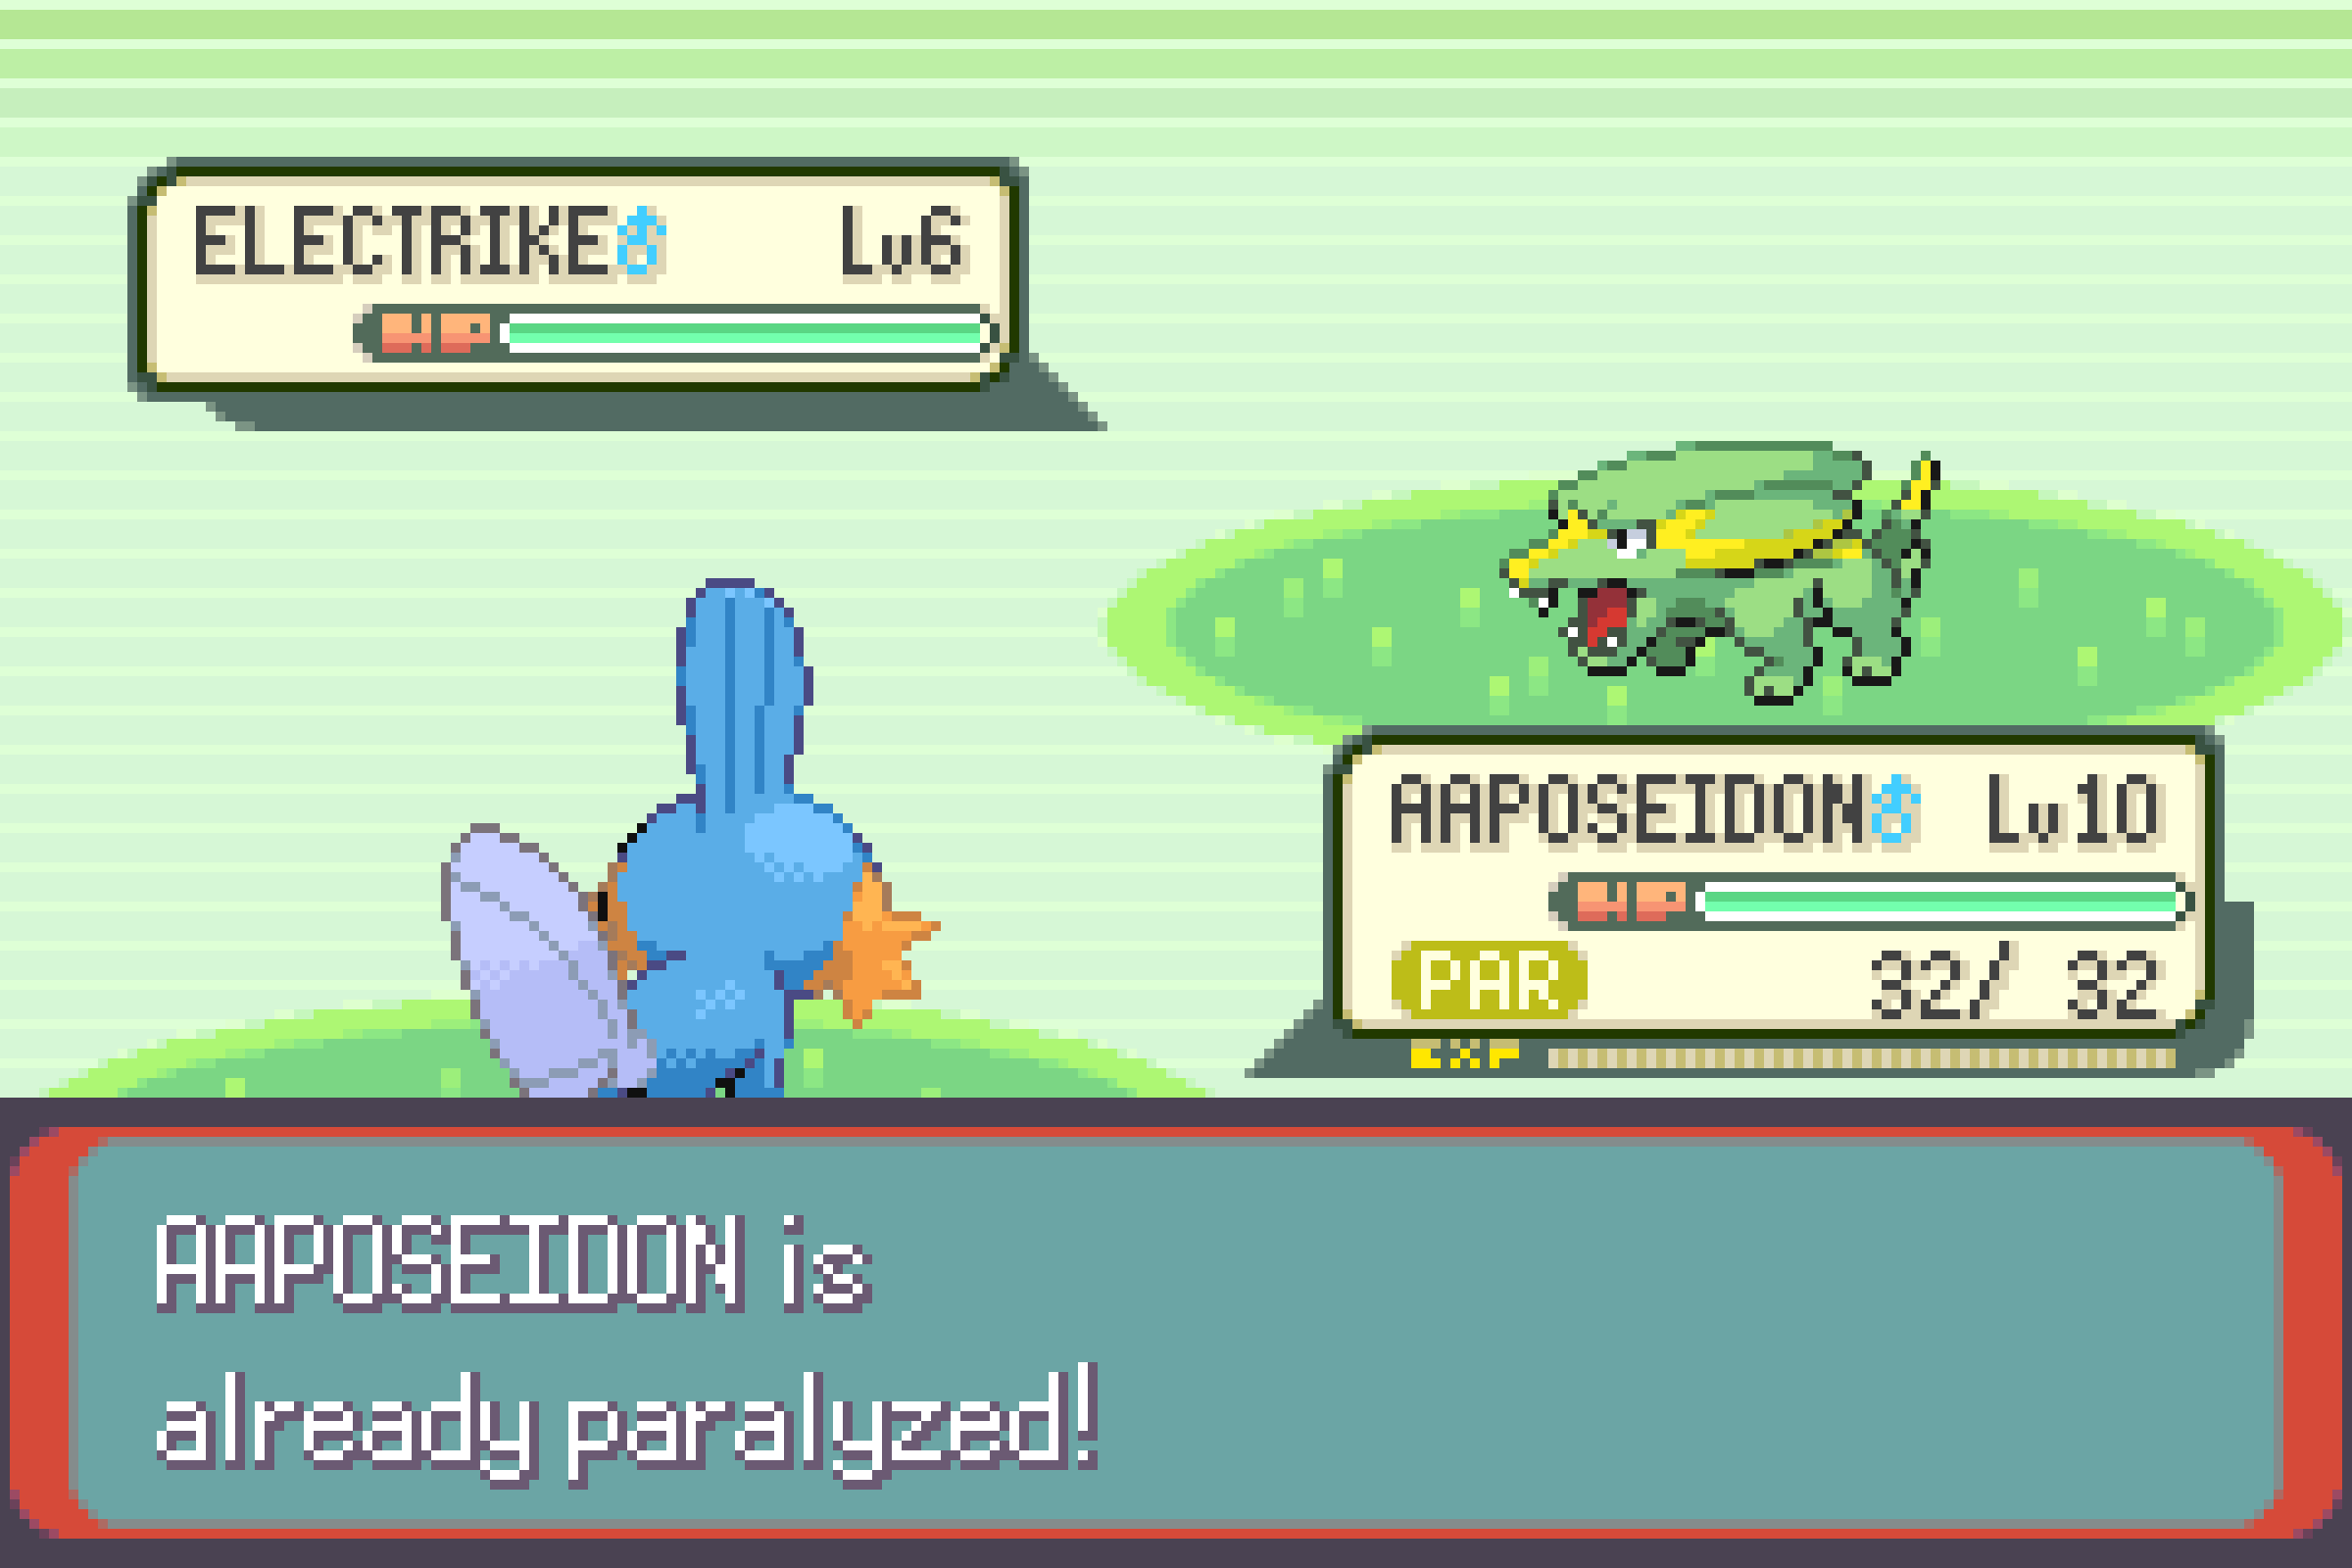 ELECTRIKE♂ Lv6
HP
AAPOSEIDON♂ Lv10
HP
PAR 32/ 32
EXP
AAPOSEIDON is
already paralyzed!